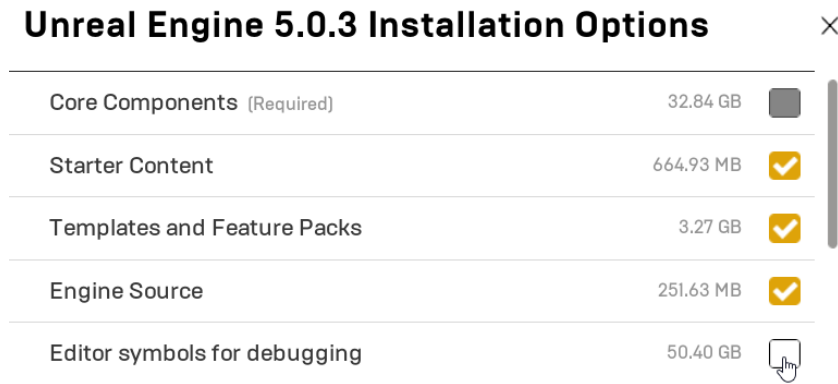 Unreal Engine 5.0.3 Installation Options
Core Components (Required) 32.84 GB
Starter Content 664.93 MB
Templates and Feature Packs 3.27 GB
Engine Source 251.63 MB
Editor symbols for debugging 50.40 GB